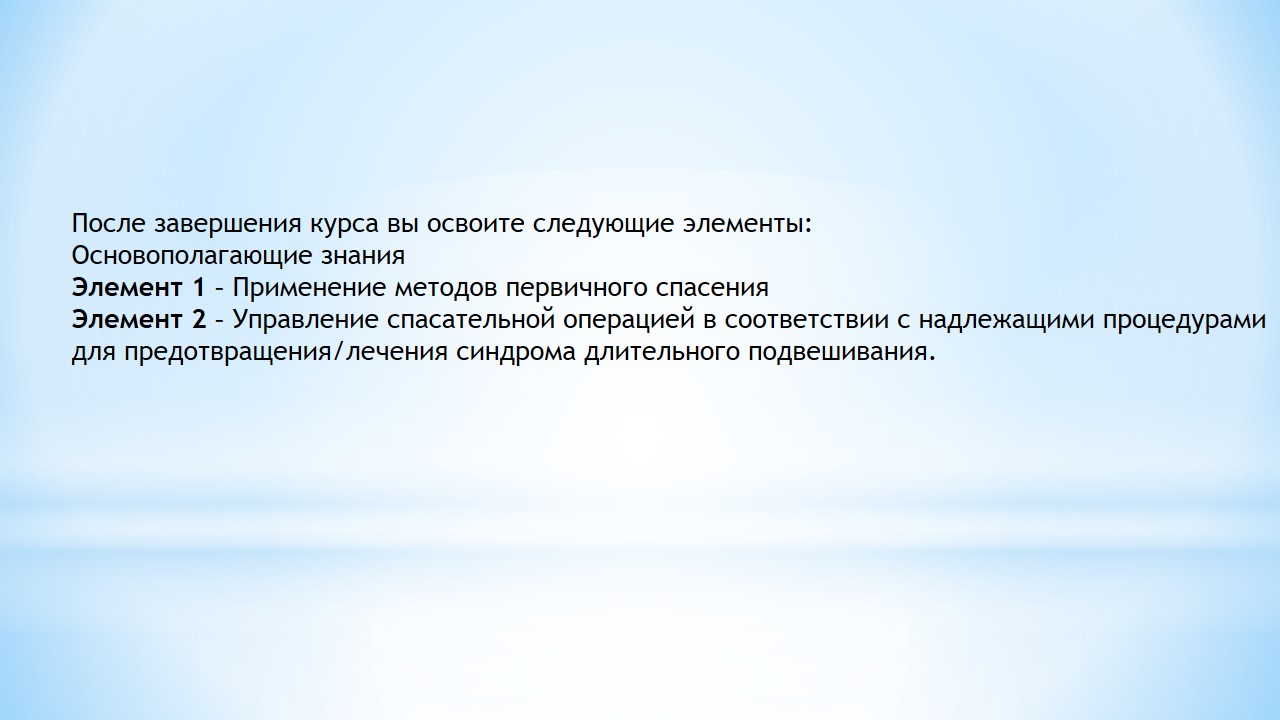 После завершения курса вы освоите следующие элементы:
Основополагающие знания
Элемент 1 – Применение методов первичного спасения
Элемент 2 – Управление спасательной операцией в соответствии с надлежащими процедурами
для предотвращения/лечения синдрома длительного подвешивания.